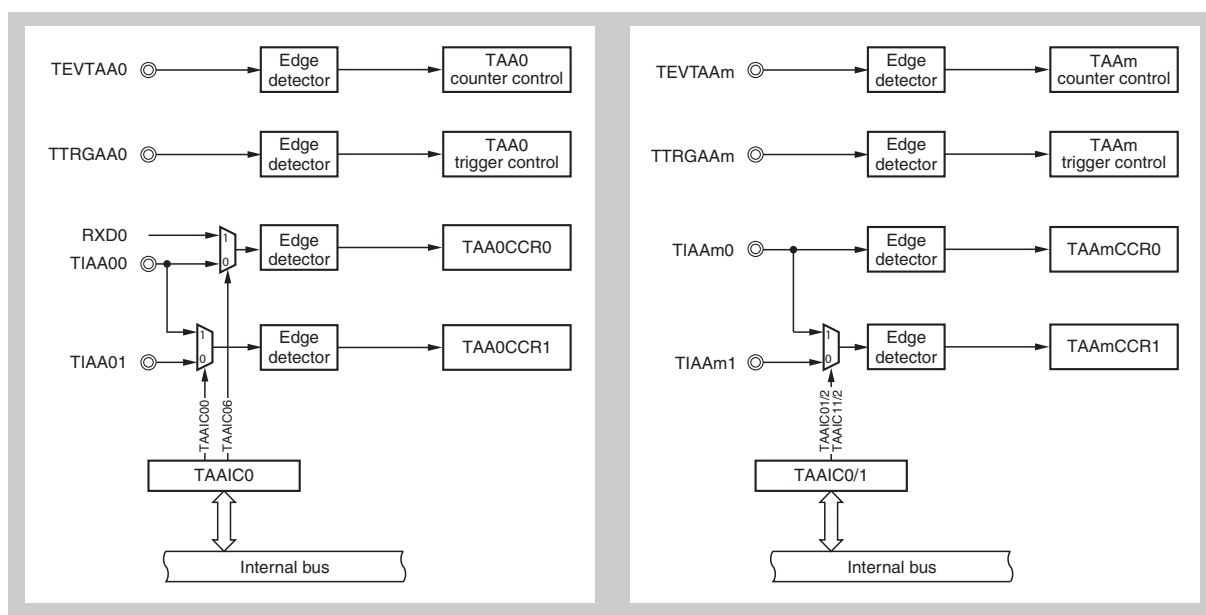 TEVTAA0
Edge
detector
TAA0
counter control
TTRGAA0
Edge
detector
TAA0
trigger control
RXD0
1
TIAA00
0
Edge
detector
TAA0CCR0
1
0
TIAA01
Edge
detector
TAA0CCR1
TAAIC00
TAAIC06
TAAIC0
Internal bus
TEVTAAm
Edge
detector
TAAm
counter control
TTRGAAm
Edge
detector
TAAm
trigger control
TIAAm0
Edge
detector
TAAmCCR0
1
0
TIAAm1
Edge
detector
TAAmCCR1
TAAIC01/2
TAAIC11/2
TAAIC0/1
Internal bus